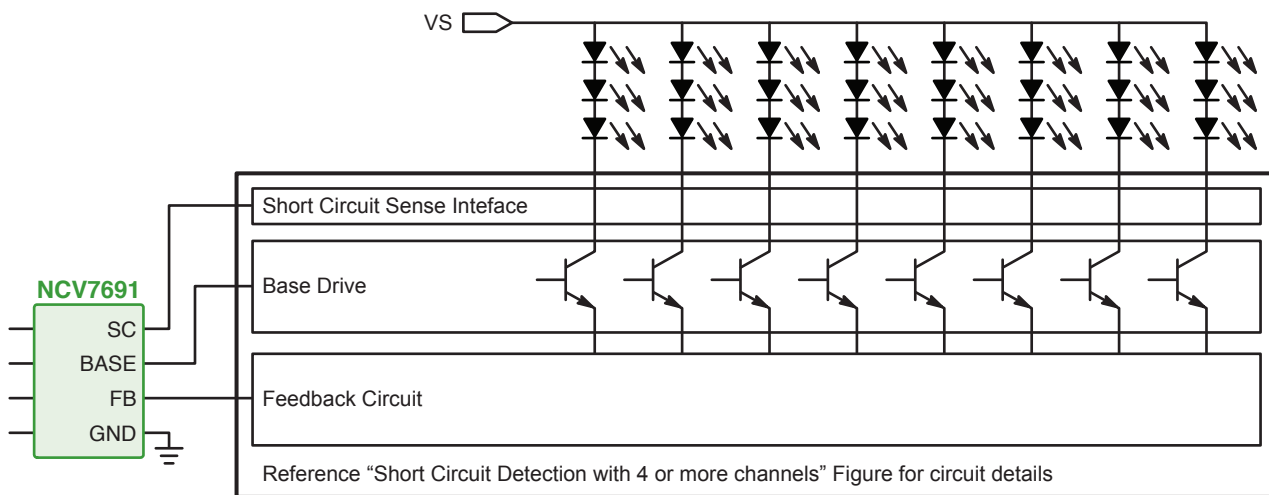 VS
Short Circuit Sense Inteface
Base Drive
NCV7691
SC
BASE
FB
GND
Feedback Circuit
Reference “Short Circuit Detection with 4 or more channels” Figure for circuit details